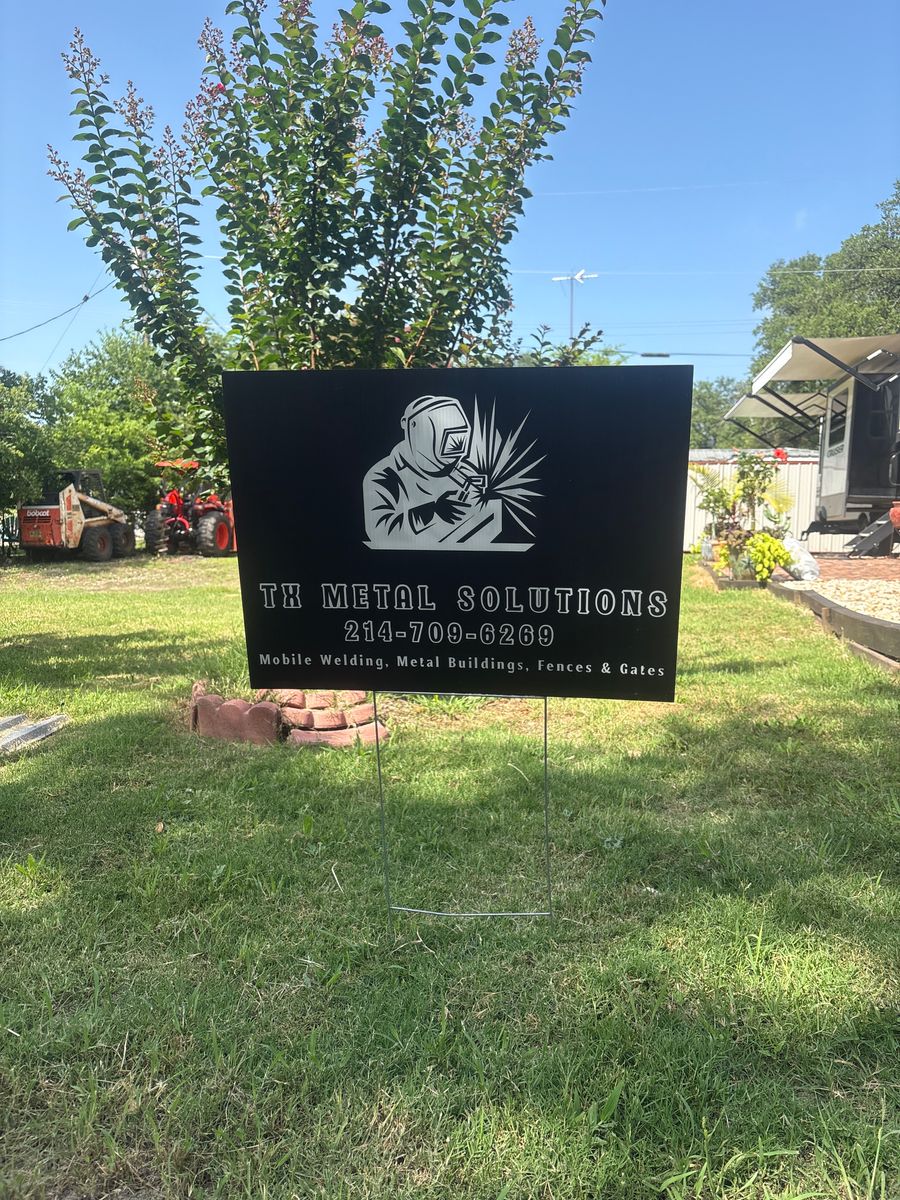 TX METAL SOLUTIONS
214-709-6269
Mobile Welding, Metal Buildings, Fences & Gates
bobcat